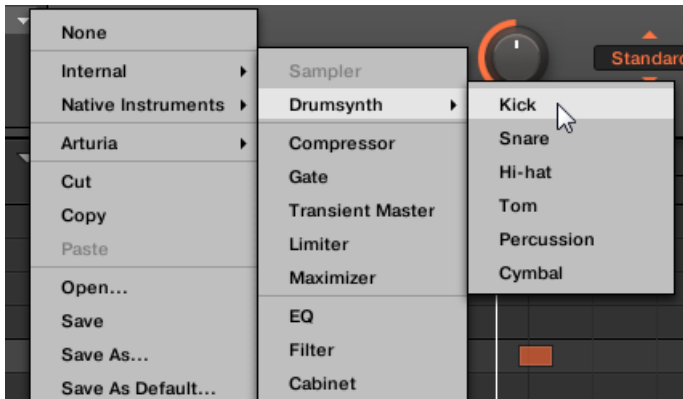 None
Internal
Native Instruments
Arturia
Cut
Copy
Paste
Open...
Save
Save As...
Save As Default...
Sampler
Drumsynth
Compressor
Gate
Transient Master
Limiter
Maximizer
EQ
Filter
Cabinet
Kick
Snare
Hi-hat
Tom
Percussion
Cymbal
Standard